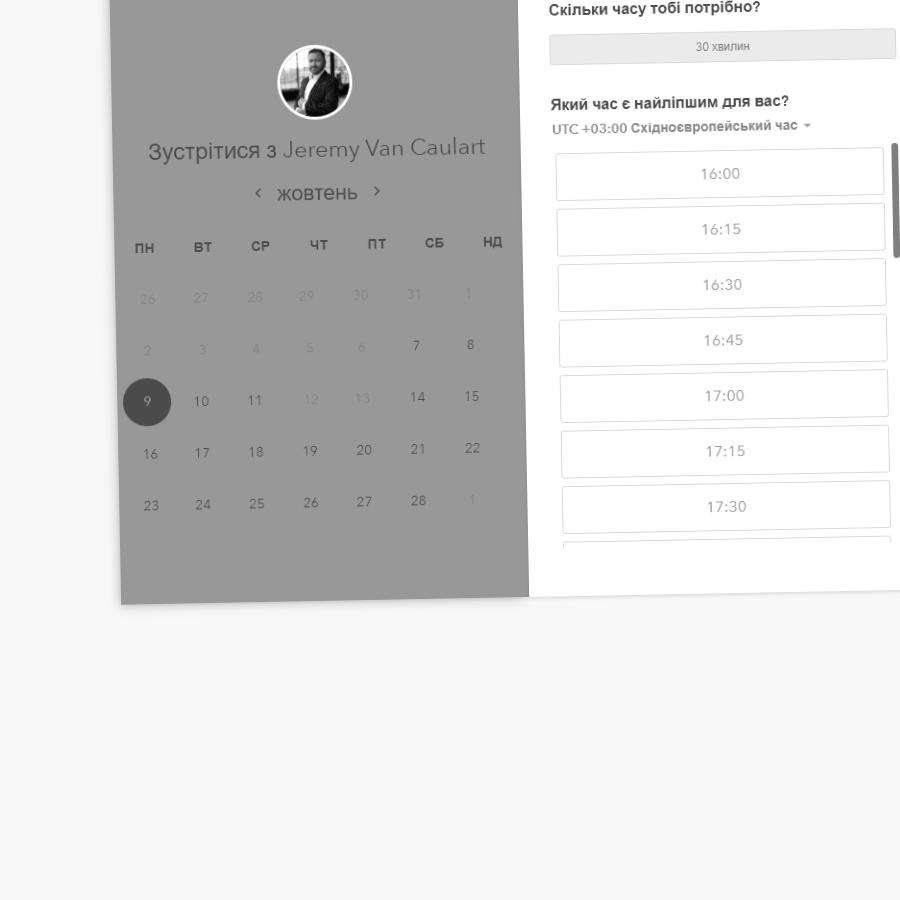 Зустрітися з Jeremy Van Caulart
жовтень
ПН ВТ СР ЧТ ПТ СБ НД
26 27 28 29 30 31 1
2 3 4 5 6 7 8
9 10 11 12 13 14 15
16 17 18 19 20 21 22
23 24 25 26 27 28 1
Скільки часу тобі потрібно?
30 хвилин
Який час є найліпшим для вас?
UTC +03:00 Східноєвропейський час
16:00
16:15
16:30
16:45
17:00
17:15
17:30